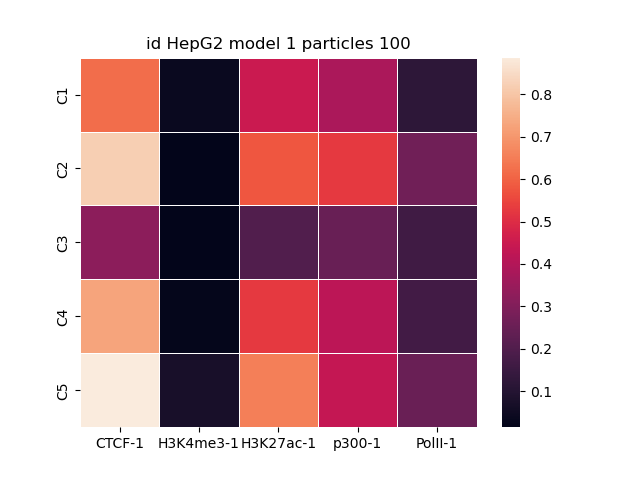 id HepG2 model 1 particles 100
C1
C2
C3
C4
C5
CTCF-1 H3K4me3-1 H3K27ac-1 p300-1 PolII-1
0.8
0.7
0.6
0.5
0.4
0.3
0.2
0.1